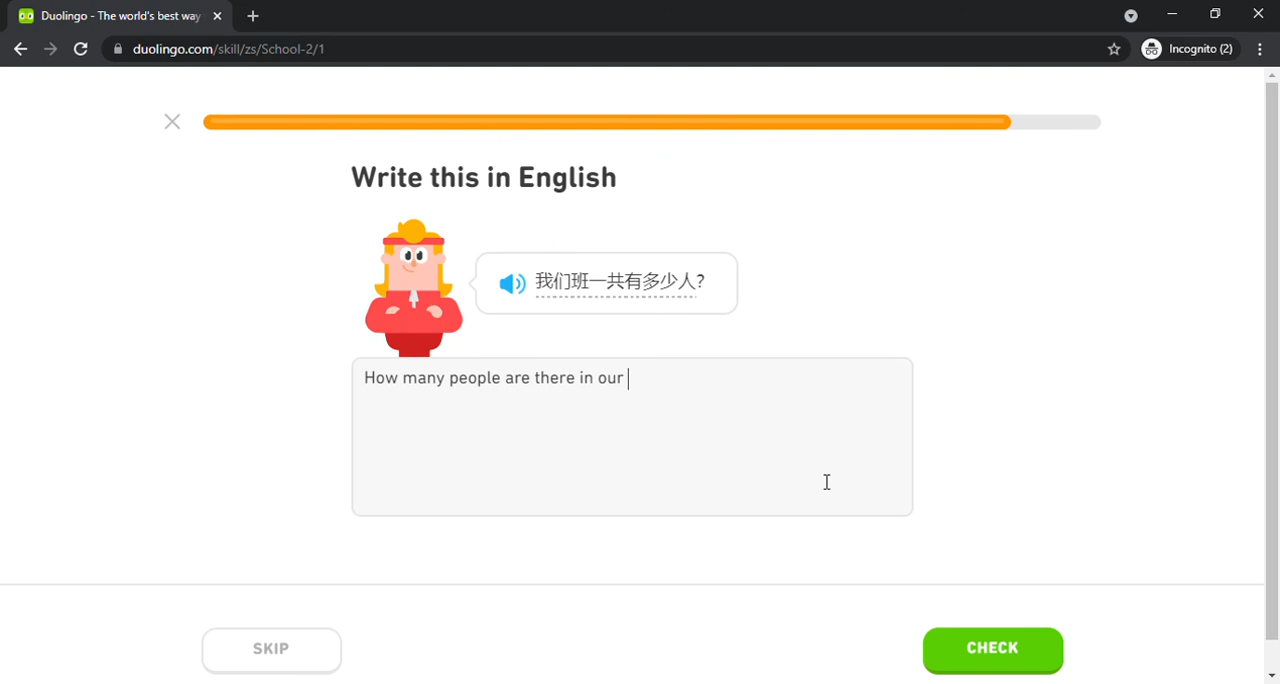 Duolingo - The world's best way
duolingo.com/skill/zs/School-2/1
Incognito (2)
Write this in English
我们班一共有多少人?
How many people are there in our
SKIP
CHECK